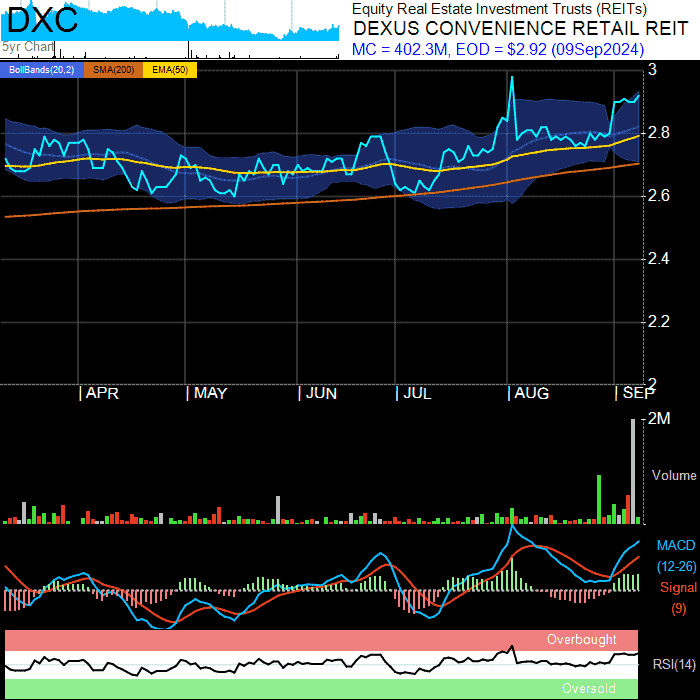 DXC
5yr Chart
Equity Real Estate Investment Trusts (REITs)
DEXUS CONVENIENCE RETAIL REIT
MC = 402.3M, EOD = $2.92 (09Sep2024)
BollBands(20,2) SMA(200) EMA(50)
3
2.8
2.6
2.4
2.2
2
APR MAY JUN JUL AUG SEP
2M
Volume
MACD
(12-26)
Signal
(9)
Overbought
RSI(14)
Oversold